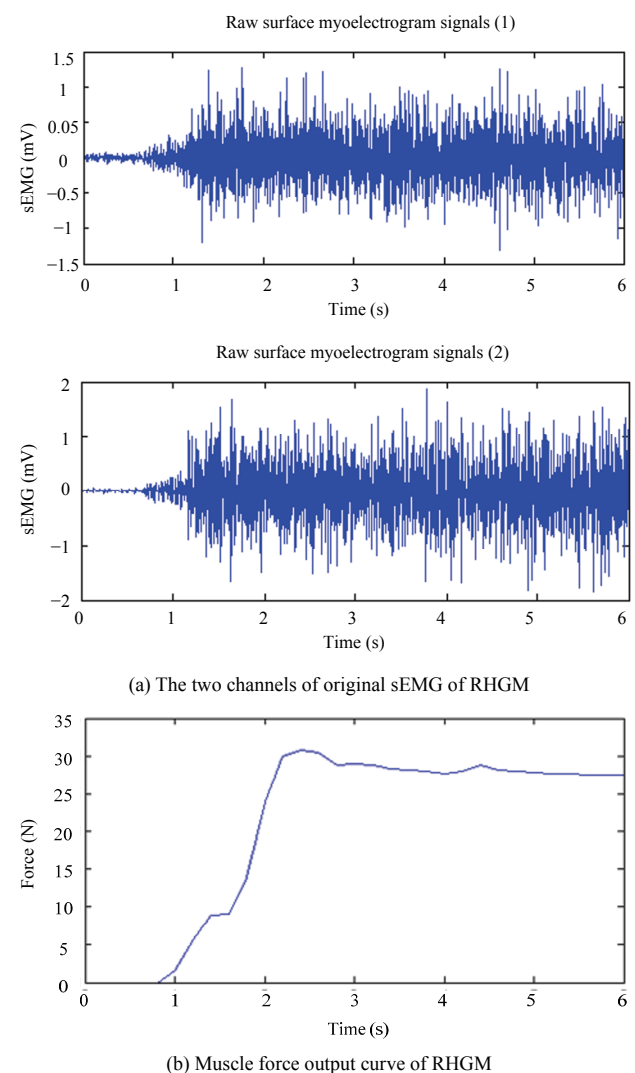 Raw surface myoelectrogram signals (1)
1.5
1
0.05
0
−0.5
−1
−1.5
sEMG (mV)
0 1 2 3 4 5 6
Time (s)
Raw surface myoelectrogram signals (2)
2
1
0
−1
−2
sEMG (mV)
0 1 2 3 4 5 6
Time (s)
(a) The two channels of original sEMG of RHGM
35
30
25
20
15
10
5
0
Force (N)
0 1 2 3 4 5 6
Time (s)
(b) Muscle force output curve of RHGM